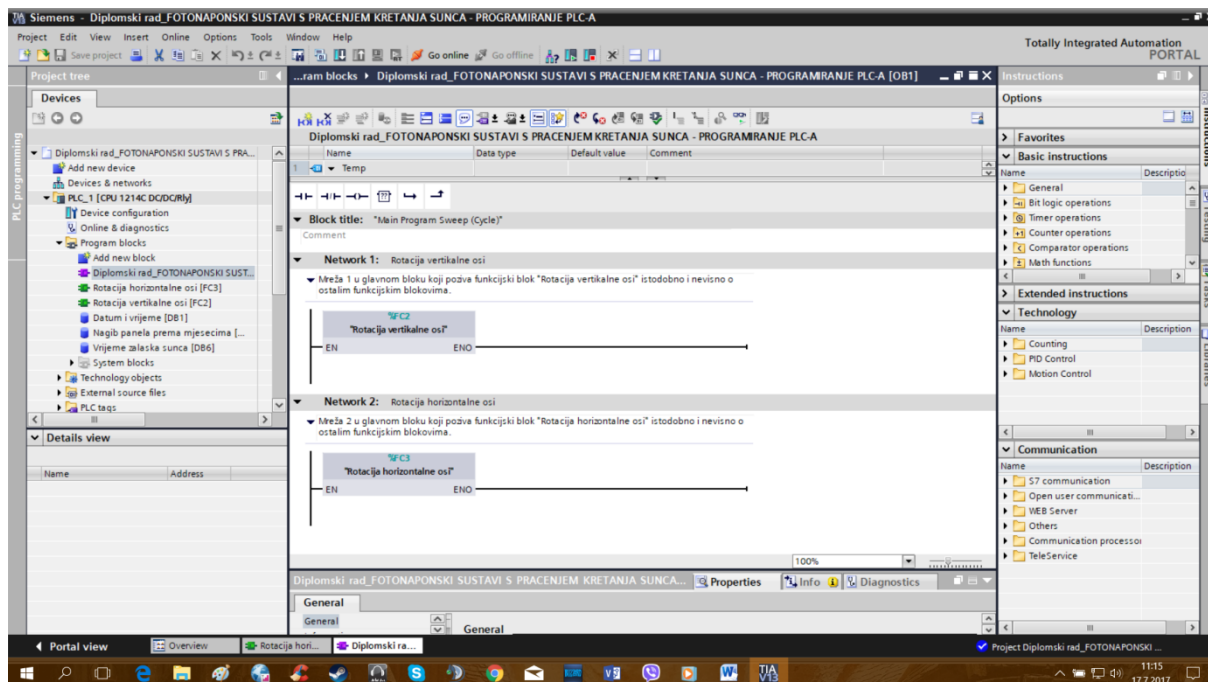 Siemens - Diplomski rad_FOTONAPONSKI SUSTAVI S PRACENJEM KRETANJA SUNCA - PROGRAMIRANJE PLC-A
Project Edit View Insert Online Options Tools Window Help
Save project Go online Go offline
Totally Integrated Automation
PORTAL
Project tree
...ram blocks Diplomski rad_FOTONAPONSKI SUSTAVI S PRACENJEM KRETANJA SUNCA - PROGRAMIRANJE PLC-A [OB1]
Instructions
Devices
Options
PLC programming
Diplomski rad_FOTONAPONSKI SUSTAVI S PRA...
Add new device
Devices & networks
PLC_1 [CPU 1214C DC/DC/Rly]
Device configuration
Online & diagnostics
Program blocks
Add new block
Diplomski rad_FOTONAPONSKI SUST...
Rotacija horizontalne osi [FC3]
Rotacija vertikalne osi [FC2]
Datum i vrijeme [DB1]
Nagib panela prema mjesecima [...
Vrijeme zalaska sunca [DB6]
System blocks
Technology objects
External source files
PLC tags
Details view
Name Address
Diplomski rad_FOTONAPONSKI SUSTAVI S PRACENJEM KRETANJA SUNCA - PROGRAMIRANJE PLC-A
Name Data type Default value Comment
1 Temp
??
Block title: "Main Program Sweep (Cycle)"
Comment
Network 1: Rotacija vertikalne osi
Mreža 1 u glavnom bloku koji poziva funkcijski blok "Rotacija vertikalne osi" istodobno i nevisno o
ostalim funkcijskim blokovima.
%FC2
"Rotacija vertikalne osi"
EN ENO
Network 2: Rotacija horizontalne osi
Mreža 2 u glavnom bloku koji poziva funkcijski blok "Rotacija horizontalne osi" istodobno i nevisno o
ostalim funkcijskim blokovima.
%FC3
"Rotacija horizontalne osi"
EN ENO
100%
Diplomski rad_FOTONAPONSKI SUSTAVI S PRACENJEM KRETANJA SUNCA... Properties Info Diagnostics
General
General
General
Favorites
Basic instructions
Name Descriptio
General
Bit logic operations
Timer operations
Counter operations
Comparator operations
Math functions
Extended instructions
Technology
Name Description
Counting
PID Control
Motion Control
Communication
Name Description
S7 communication
Open user communicati...
WEB Server
Others
Communication processor
TeleService
Instructions
Testing
Tasks
Portal view Overview Rotacija hori... Diplomski ra...
Project Diplomski rad_FOTONAPONSKI ...
TIA
V13
11:15
17.7.2017.